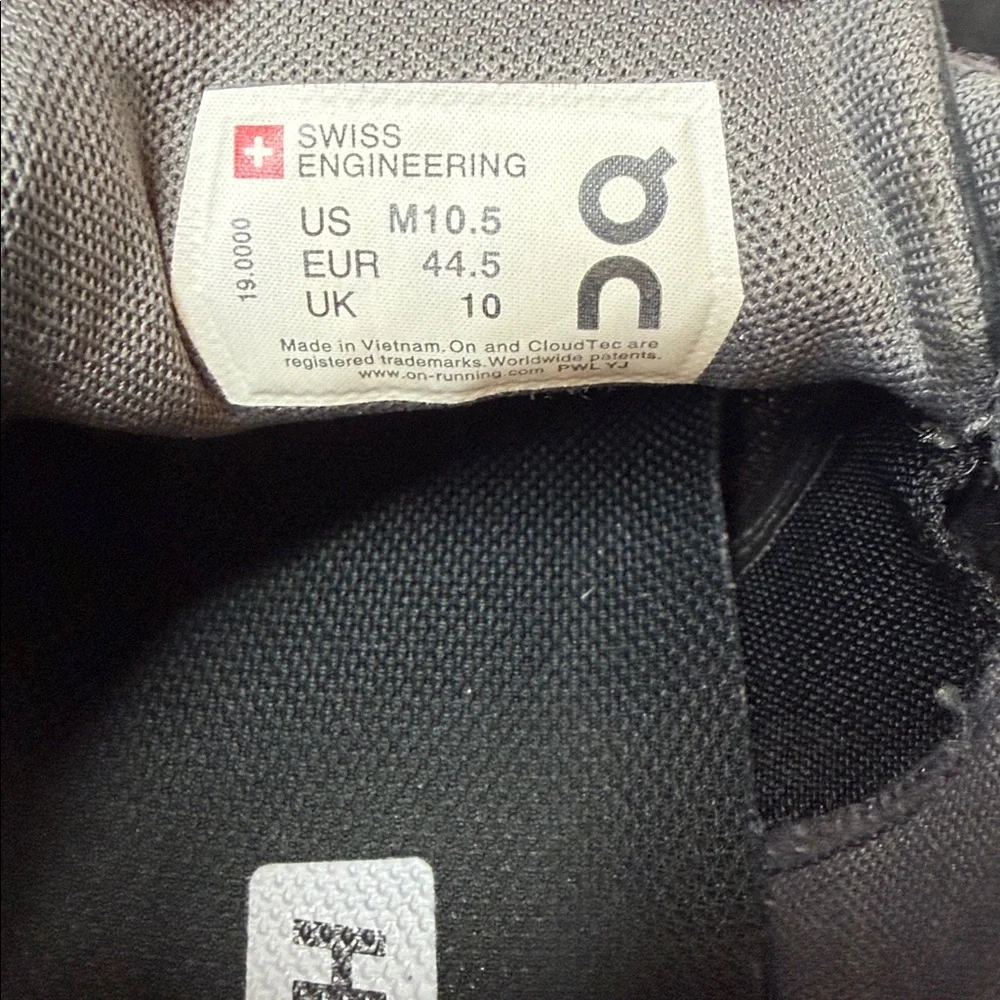 SWISS
ENGINEERING
19.0000
US M10.5
EUR 44.5
UK 10
On
Made in Vietnam. On and CloudTec are
registered trademarks. Worldwide patents.
www.on-running.com PWL YJ
H